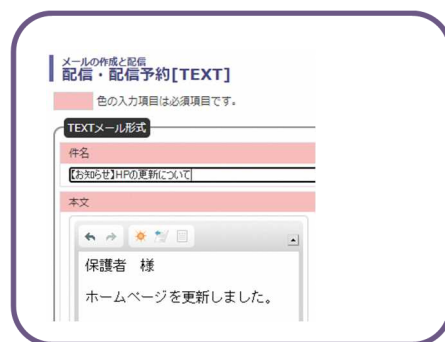 メールの作成と配信
配信・配信予約[TEXT]
色の入力項目は必須項目です。
TEXTメール形式
件名
【お知らせ】HPの更新について
本文
保護者　様
ホームページを更新しました。